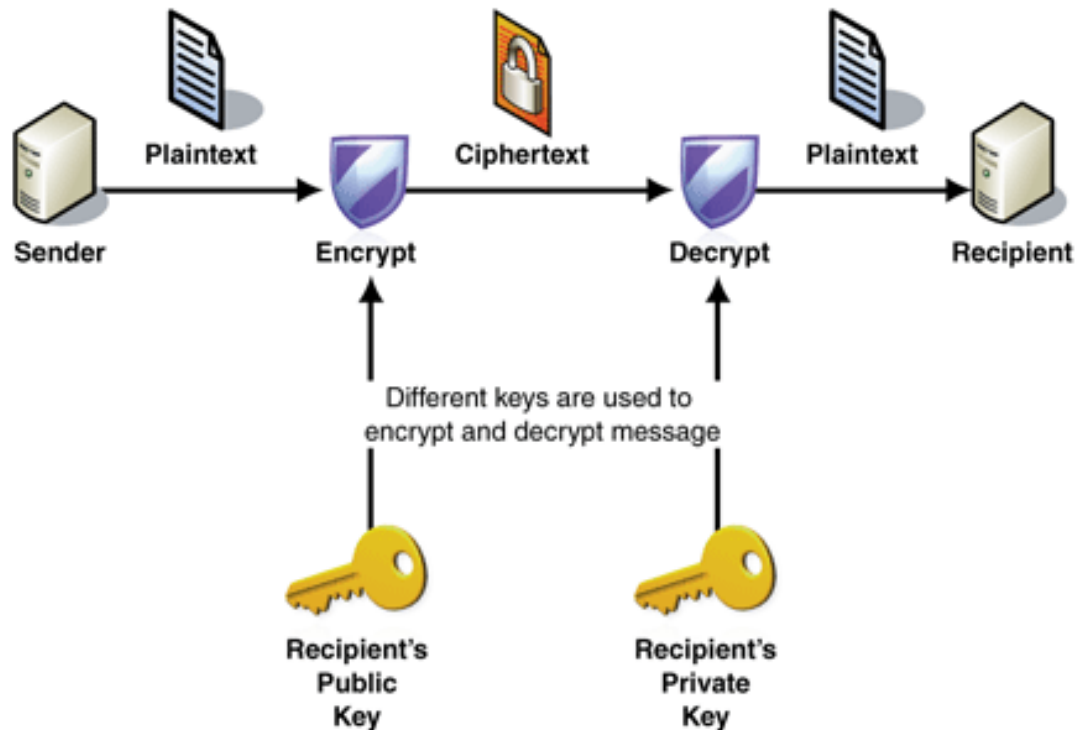 Plaintext
Ciphertext
Plaintext
Sender
Encrypt
Decrypt
Recipient
Different keys are used to
encrypt and decrypt message
Recipient's
Public
Key
Recipient's
Private
Key